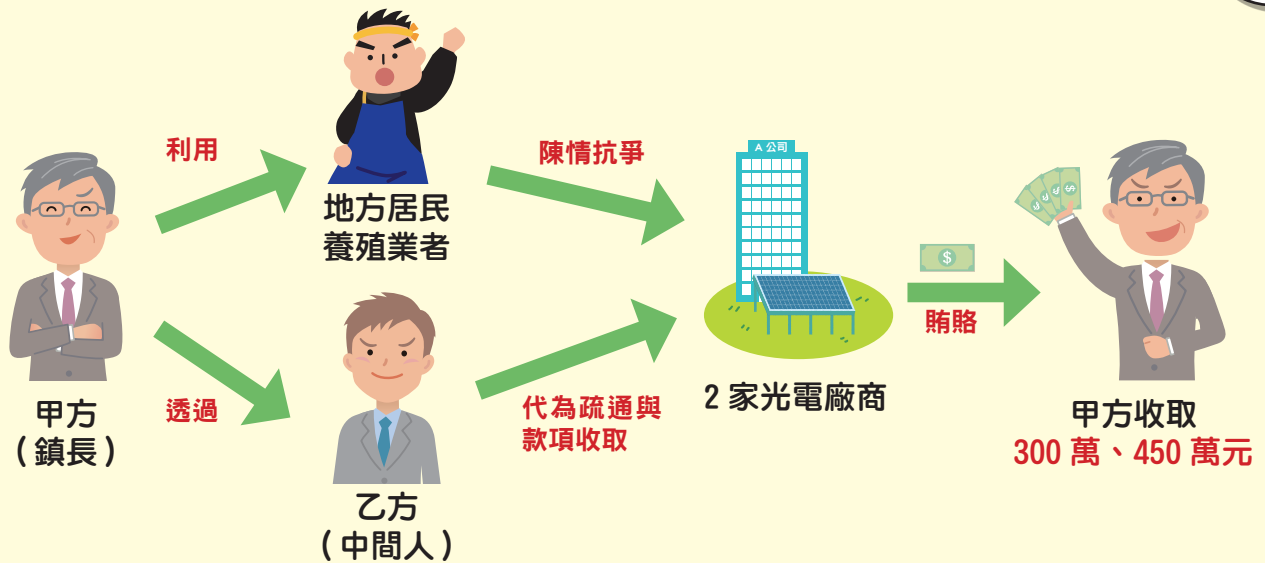 利用
地方居民
養殖業者
陳情抗爭
A 公司
2 家光電廠商
$
賄賂
$
甲方收取
300 萬、450 萬元
甲方
(鎮長)
透過
乙方
(中間人)
代為疏通與
款項收取